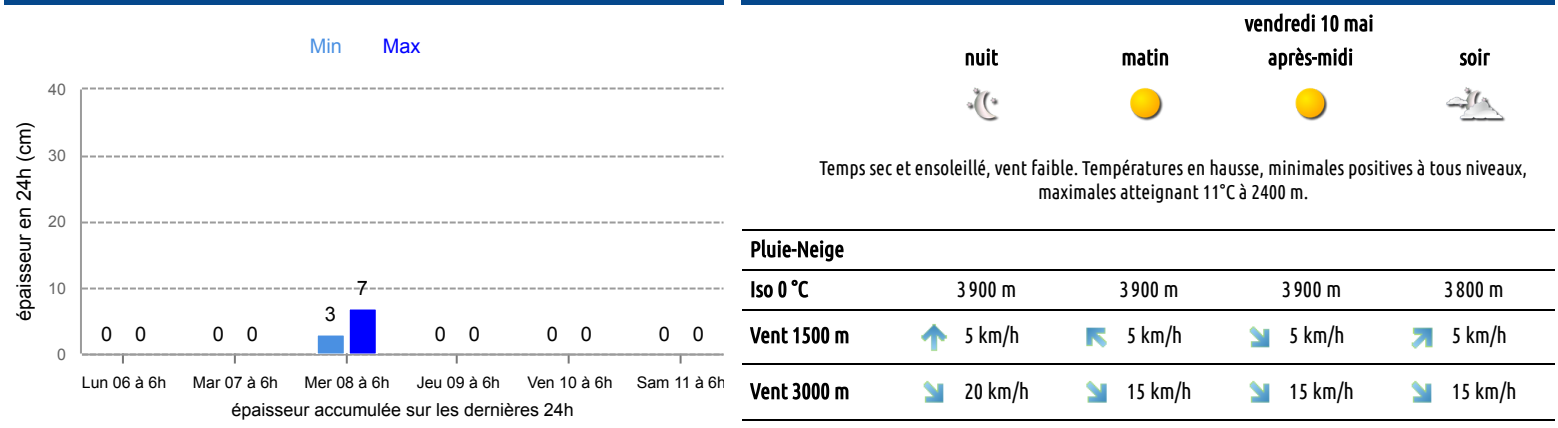 Min Max
40
30
20
10
0
épaisseur en 24h (cm)
0 0 0 0 3 7 0 0 0 0 0 0
Lun 06 à 6h Mar 07 à 6h Mer 08 à 6h Jeu 09 à 6h Ven 10 à 6h Sam 11 à 6h
épaisseur accumulée sur les dernières 24h
vendredi 10 mai
nuit matin après-midi soir
Temps sec et ensoleillé, vent faible. Températures en hausse, minimales positives à tous niveaux,
maximales atteignant 11°C à 2400 m.
Pluie-Neige
Iso 0 °C 3 900 m 3 900 m 3 900 m 3 800 m
Vent 1500 m 5 km/h 5 km/h 5 km/h 5 km/h
Vent 3000 m 20 km/h 15 km/h 15 km/h 15 km/h